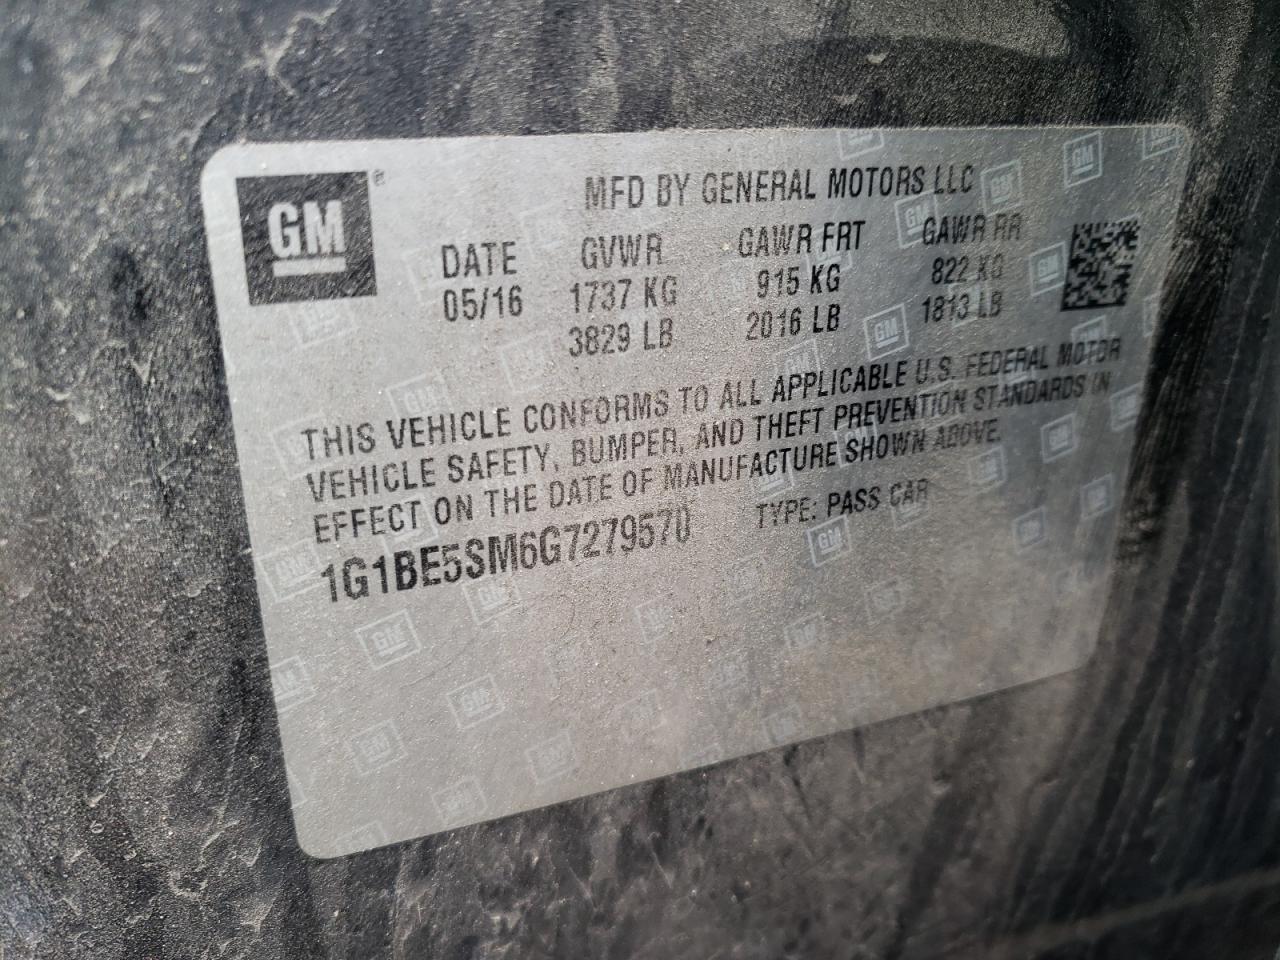 GM
MFD BY GENERAL MOTORS LLC
DATE GVWR GAWR FRT GAWR RR
05/16 1737 KG 915 KG 822 KG
3829 LB 2016 LB 1813 LB
THIS VEHICLE CONFORMS TO ALL APPLICABLE U.S. FEDERAL MOTOR
VEHICLE SAFETY, BUMPER, AND THEFT PREVENTION STANDARDS IN
EFFECT ON THE DATE OF MANUFACTURE SHOWN ABOVE.
1G1BE5SM6G7279570 TYPE: PASS CAR